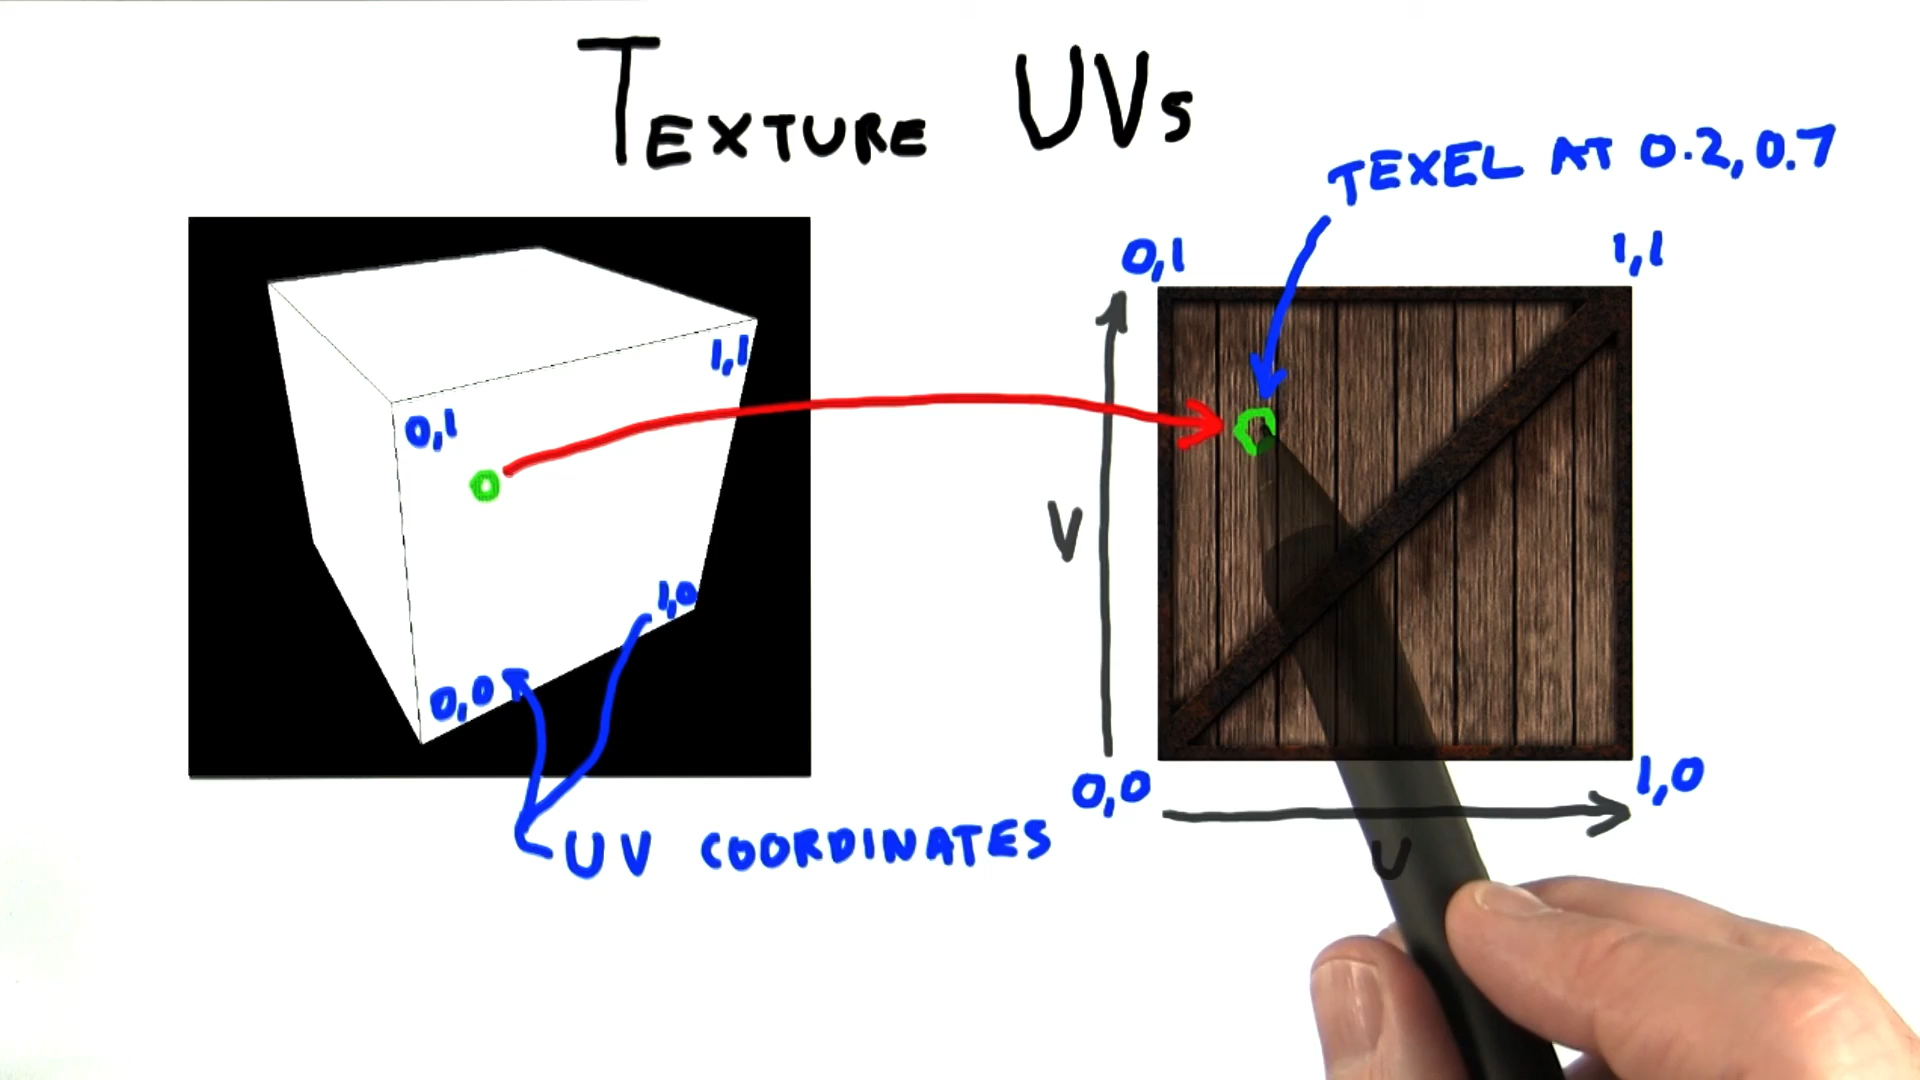 TEXTURE UVs
TEXEL AT 0.2, 0.7
0,1
1,1
1,1
0,1
V
1,0
0,0
0,0
1,0
UV COORDINATES
U